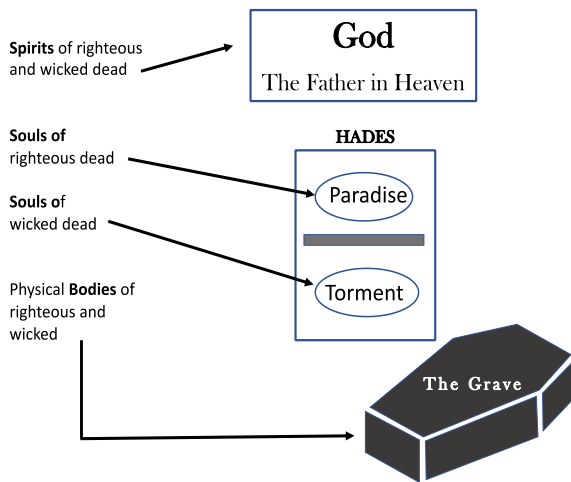 God
The Father in Heaven
Spirits of righteous
and wicked dead
HADES
Souls of
righteous dead
Paradise
Souls of
wicked dead
Torment
Physical Bodies of
righteous and
wicked
The Grave